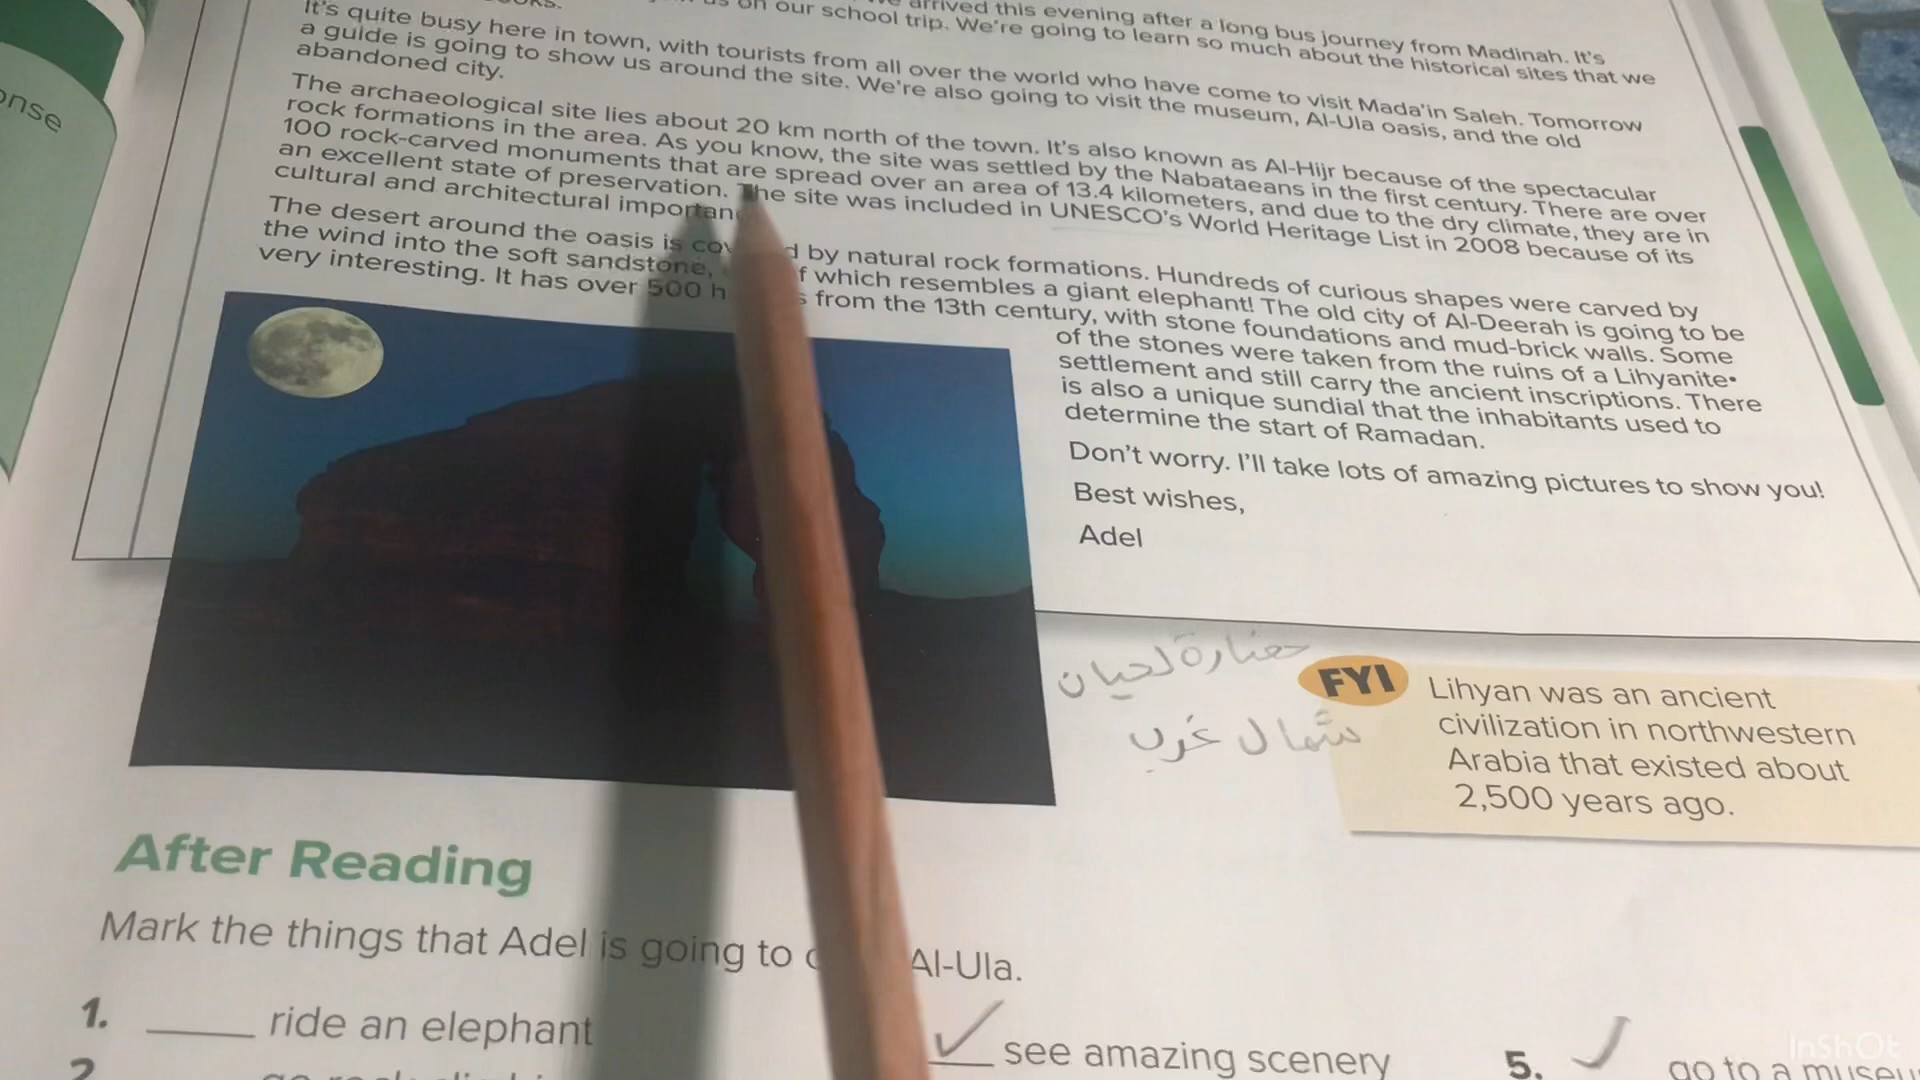 onse
arrived this evening after a long bus journey from Madinah. It's
us on our school trip. We're going to learn so much about the historical sites that we
It's quite busy here in town, with tourists from all over the world who have come to visit Mada'in Saleh. Tomorrow
a guide is going to show us around the site. We're also going to visit the museum, Al-Ula oasis, and the old
abandoned city.
The archaeological site lies about 20 km north of the town. It's also known as Al-Hijr because of the spectacular
rock formations in the area. As you know, the site was settled by the Nabataeans in the first century. There are over
100 rock-carved monuments that are spread over an area of 13.4 kilometers, and due to the dry climate, they are in
an excellent state of preservation. The site was included in UNESCO's World Heritage List in 2008 because of its
cultural and architectural importan
The desert around the oasis is cov d by natural rock formations. Hundreds of curious shapes were carved by
the wind into the soft sandstone, f which resembles a giant elephant! The old city of Al-Deerah is going to be
very interesting. It has over 500 h s from the 13th century, with stone foundations and mud-brick walls. Some
of the stones were taken from the ruins of a Lihyanite•
settlement and still carry the ancient inscriptions. There
is also a unique sundial that the inhabitants used to
determine the start of Ramadan.
Don't worry. I'll take lots of amazing pictures to show you!
Best wishes,
Adel
حضارة لحيان
شمال غرب
FYI Lihyan was an ancient
civilization in northwestern
Arabia that existed about
2,500 years ago.
After Reading
Mark the things that Adel is going to Al-Ula.
1. ____ ride an elephant
✓ see amazing scenery
5. ✓ go to a museu
2
InShOt